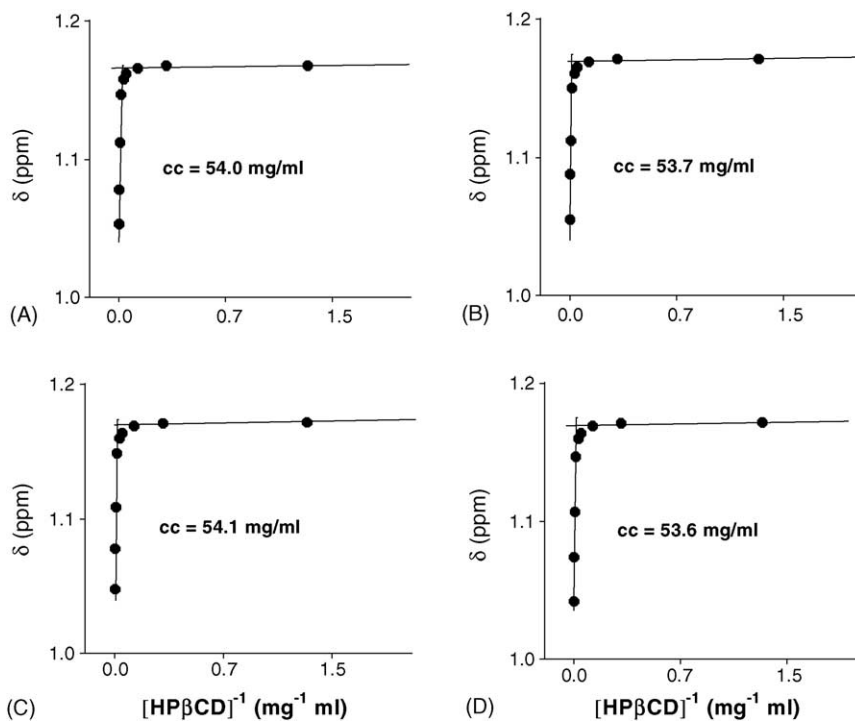 1.2
1.1
1.0
δ (ppm)
cc = 54.0 mg/ml
0.0 0.7 1.5
(A)
1.2
1.1
1.0
δ (ppm)
cc = 53.7 mg/ml
0.0 0.7 1.5
(B)
1.2
1.1
1.0
δ (ppm)
cc = 54.1 mg/ml
0.0 0.7 1.5
(C)
[HPβCD]⁻¹ (mg⁻¹ ml)
1.2
1.1
1.0
δ (ppm)
cc = 53.6 mg/ml
0.0 0.7 1.5
(D)
[HPβCD]⁻¹ (mg⁻¹ ml)